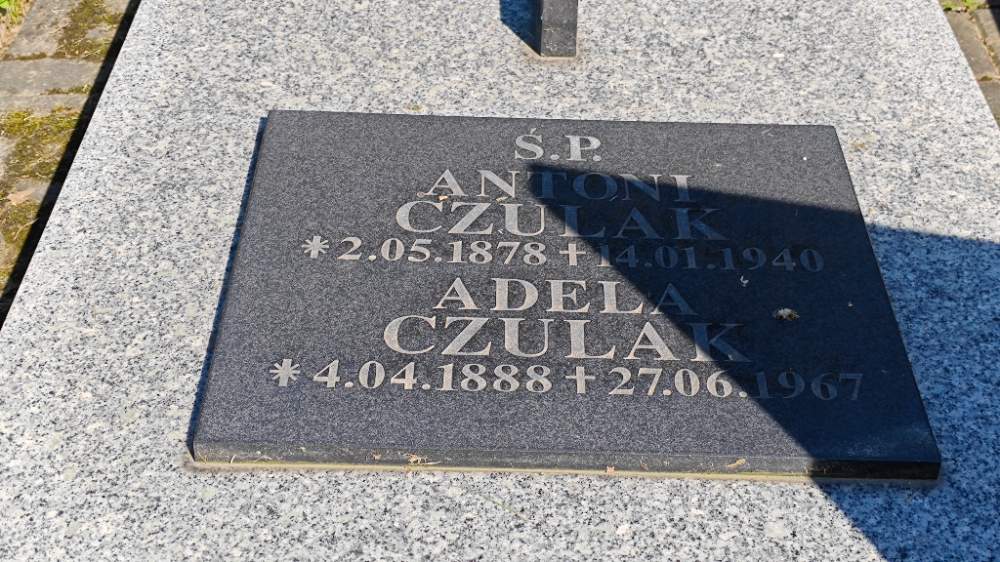 Ś.P.
ANTONI
CZULAK
*2.05.1878 +14.01.1940
ADELA
CZULAK
*4.04.1888 +27.06.1967